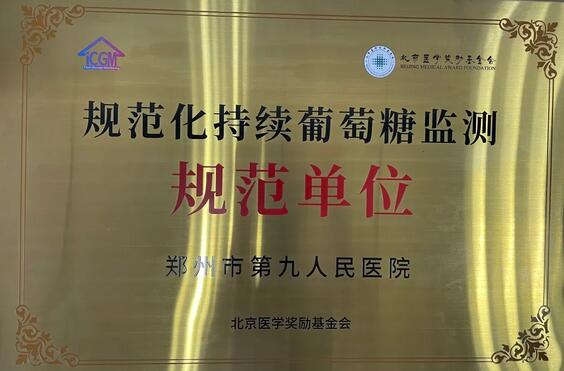 iCGM
北京医学奖励基金会
BEIJING MEDICAL AWARD FOUNDATION
规范化持续葡萄糖监测
规范单位
郑州市第九人民医院
北京医学奖励基金会